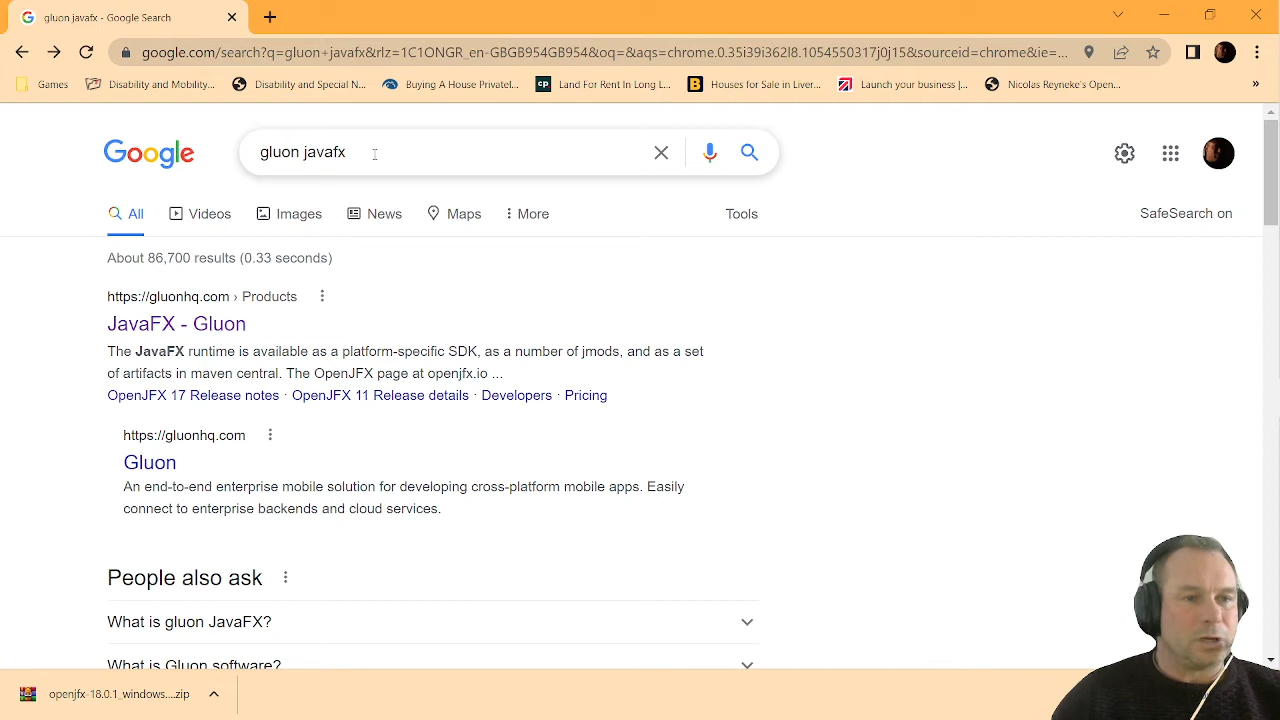 gluon javafx - Google Search
google.com/search?q=gluon+javafx&rlz=1C1ONGR_en-GBGB954GB954&oq=&aqs=chrome.0.35i39i362l8.1054550317j0j15&sourceid=chrome&ie=...
Games
Disability and Mobility...
Disability and Special N...
Buying A House Privatel...
cp
Land For Rent In Long L...
B
Houses for Sale in Liver...
Launch your business |...
Nicolas Reyneke's Open...
»
Google
gluon javafx
All
Videos
Images
News
Maps
More
Tools
SafeSearch on
About 86,700 results (0.33 seconds)
https://gluonhq.com › Products
JavaFX - Gluon
The JavaFX runtime is available as a platform-specific SDK, as a number of jmods, and as a set
of artifacts in maven central. The OpenJFX page at openjfx.io ...
OpenJFX 17 Release notes · OpenJFX 11 Release details · Developers · Pricing
https://gluonhq.com
Gluon
An end-to-end enterprise mobile solution for developing cross-platform mobile apps. Easily
connect to enterprise backends and cloud services.
People also ask
What is gluon JavaFX?
What is Gluon software?
openjfx-18.0.1_windows....zip